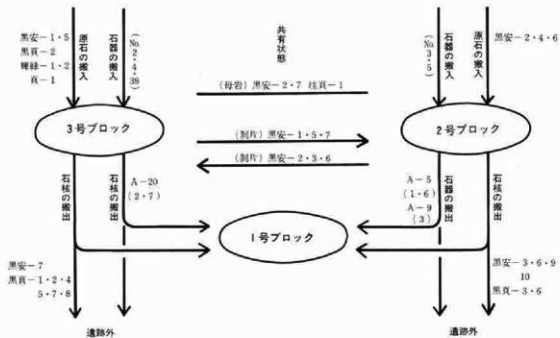 黒安－1・5
黒頁－2
輝緑－1・2
頁－1
原石の搬入
石器の搬入
(No.2・4・39)
共有状態
(No.3・5)
石器の搬入
原石の搬入
黒安－2・4・6
(母岩) 黒安－2・7 珪頁－1
3号ブロック
(剥片) 黒安－1・5・7
(剥片) 黒安－2・3・6
2号ブロック
石核の搬出
石核の搬出
A－20
(2・7)
1号ブロック
A－5
(1・6)
A－9
(3)
石器の搬出
石核の搬出
黒安－7
黒頁－1・2・4
5・7・8
黒安－3・6・9
10
黒頁－3・6
遺跡外
遺跡外